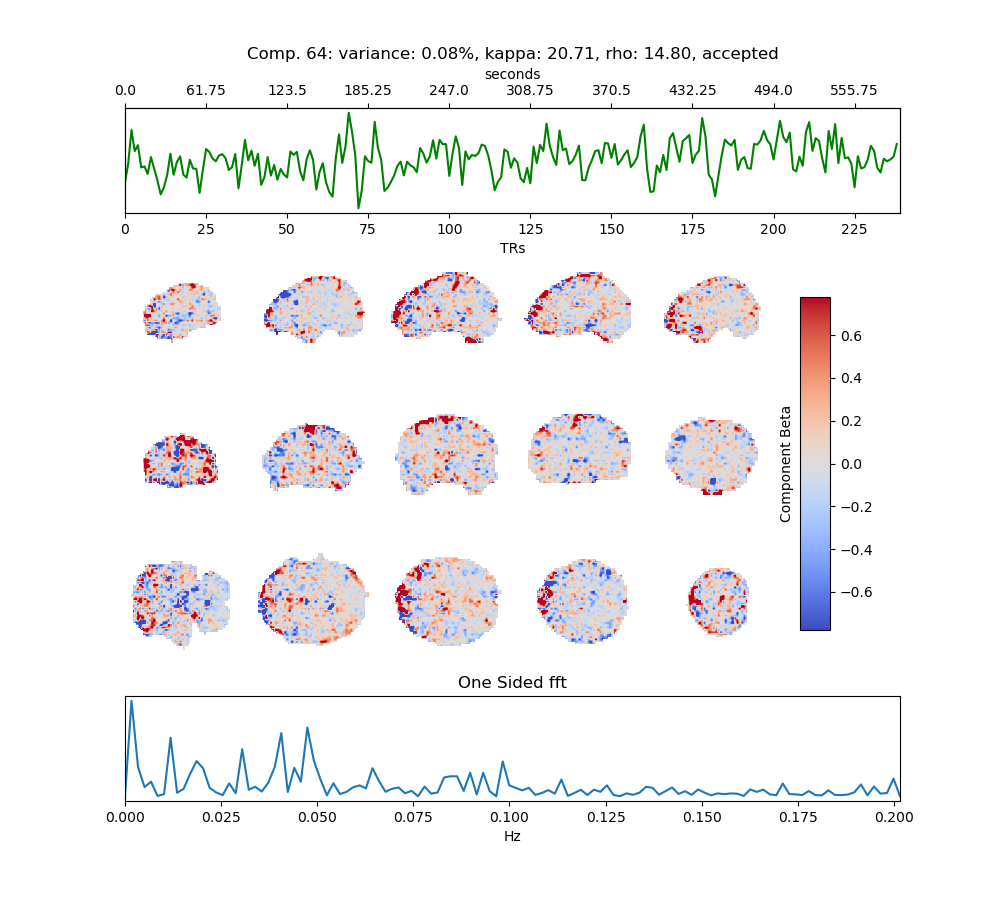 Comp. 64: variance: 0.08%, kappa: 20.71, rho: 14.80, accepted
seconds
0.0 61.75 123.5 185.25 247.0 308.75 370.5 432.25 494.0 555.75
0 25 50 75 100 125 150 175 200 225
TRs
Component Beta
0.6
0.4
0.2
0.0
−0.2
−0.4
−0.6
One Sided fft
0.000 0.025 0.050 0.075 0.100 0.125 0.150 0.175 0.200
Hz